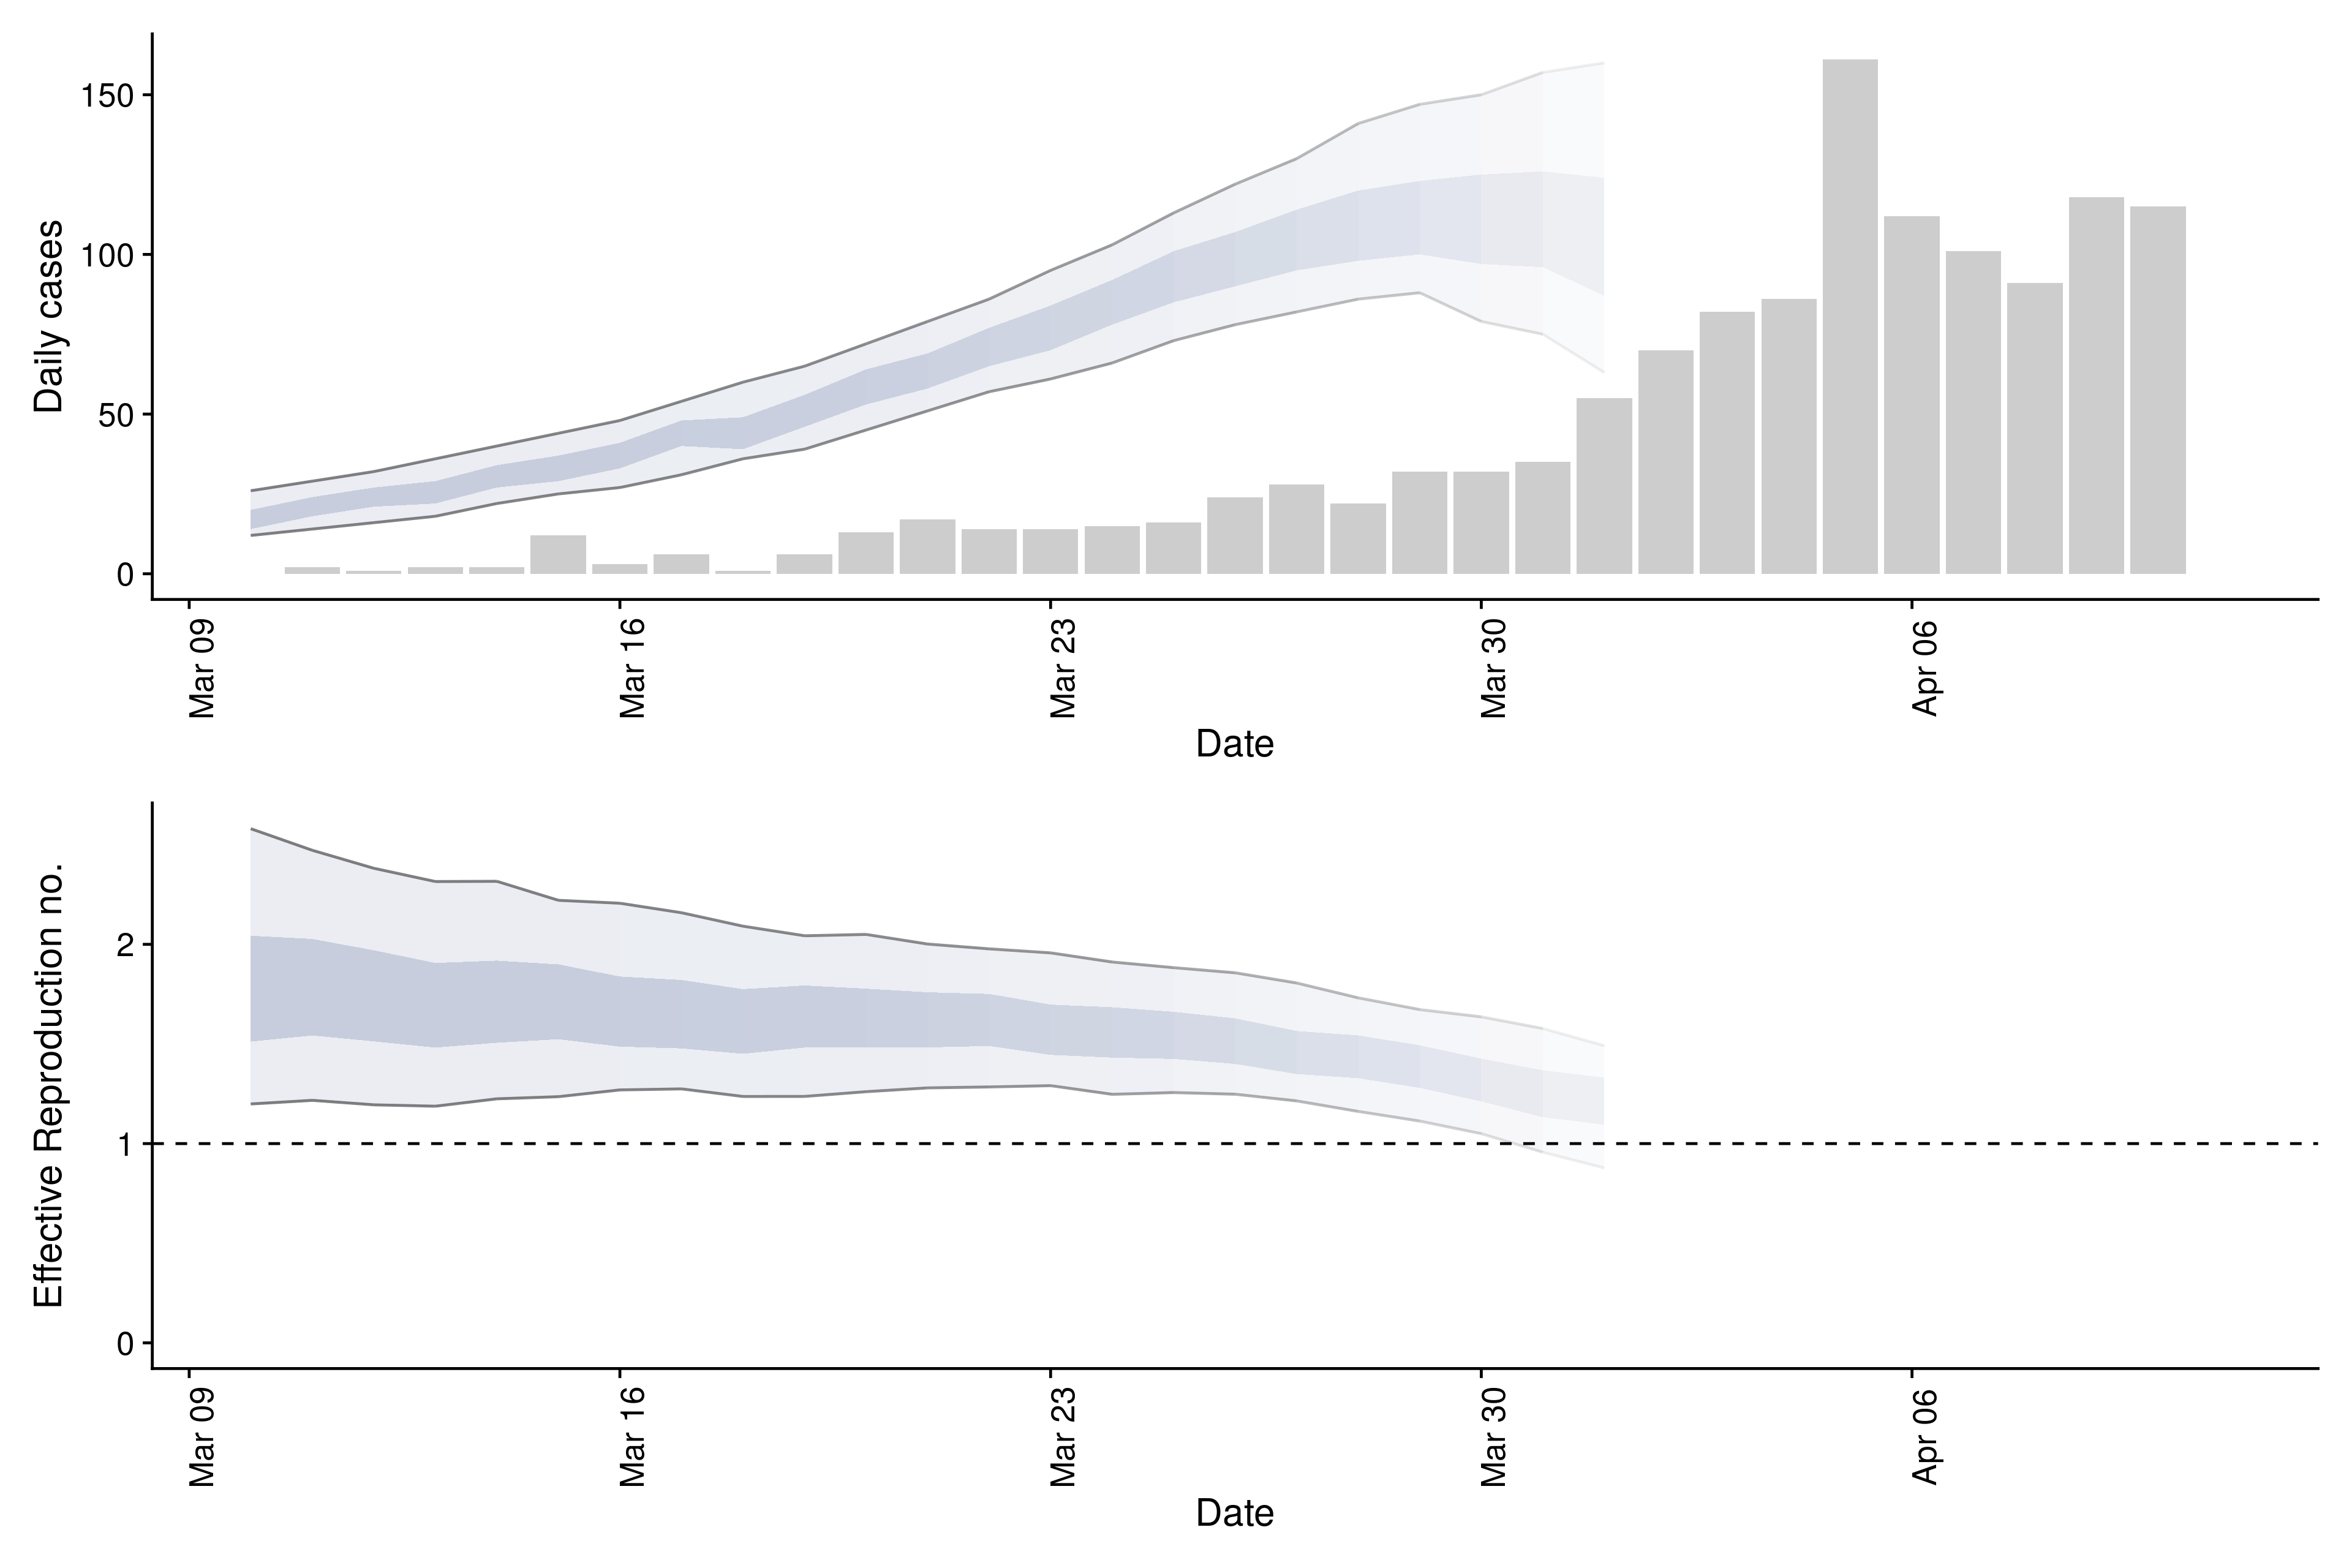 Daily cases
150
100
50
0
Mar 09
Mar 16
Mar 23
Mar 30
Apr 06
Date
Effective Reproduction no.
2
1
0
Mar 09
Mar 16
Mar 23
Mar 30
Apr 06
Date